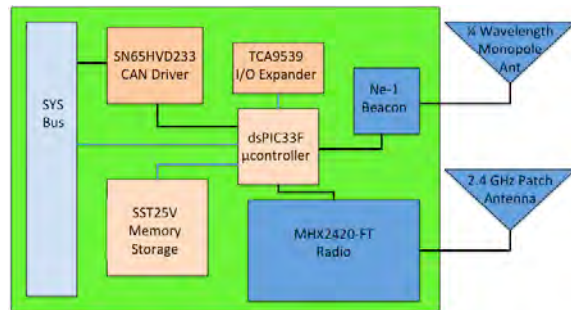 SN65HVD233
CAN Driver
TCA9539
I/O Expander
¼ Wavelength
Monopole
Ant
SYS
Bus
Ne-1
Beacon
dsPIC33F
µcontroller
2.4 GHz Patch
Antenna
SST25V
Memory
Storage
MHX2420-FT
Radio